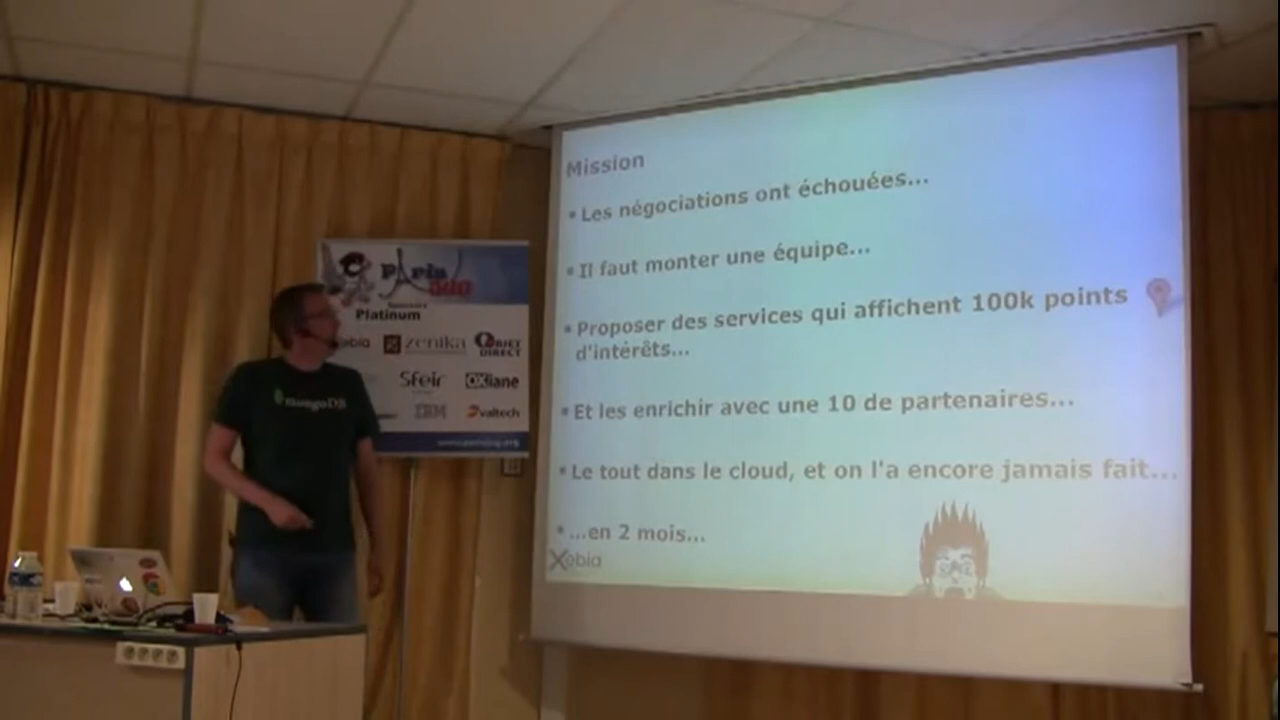 Mission
Les négociations ont échouées...
Il faut monter une équipe...
Proposer des services qui affichent 100k points
d'intérêts...
Et les enrichir avec une 10 de partenaires...
Le tout dans le cloud, et on l'a encore jamais fait...
...en 2 mois...
Xebia
Paris
JUG
Platinum
zenika
OBJET
DIRECT
Sfeir
OXiane
IBM
valtech
mongoDB